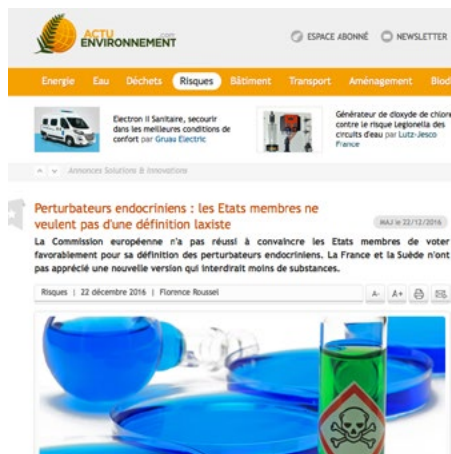 ACTU
.com
ENVIRONNEMENT
ESPACE ABONNÉ
NEWSLETTER
Energie Eau Déchets Risques Bâtiment Transport Aménagement Biod
Electron II Sanitaire, secourir
dans les meilleures conditions de
confort par Gruau Electric
Générateur de dioxyde de chlore
contre le risque legionella des
circuits d'eau par Lutz-Jesco
France
Annonces Solutions & Innovations
Perturbateurs endocriniens : les Etats membres ne
veulent pas d'une définition laxiste
MAJ le 22/12/2016
La Commission européenne n'a pas réussi à convaincre les Etats membres de voter
favorablement pour sa définition des perturbateurs endocriniens. La France et la Suède n'ont
pas apprécié une nouvelle version qui interdirait moins de substances.
Risques | 22 décembre 2016 | Florence Roussel
A- A+